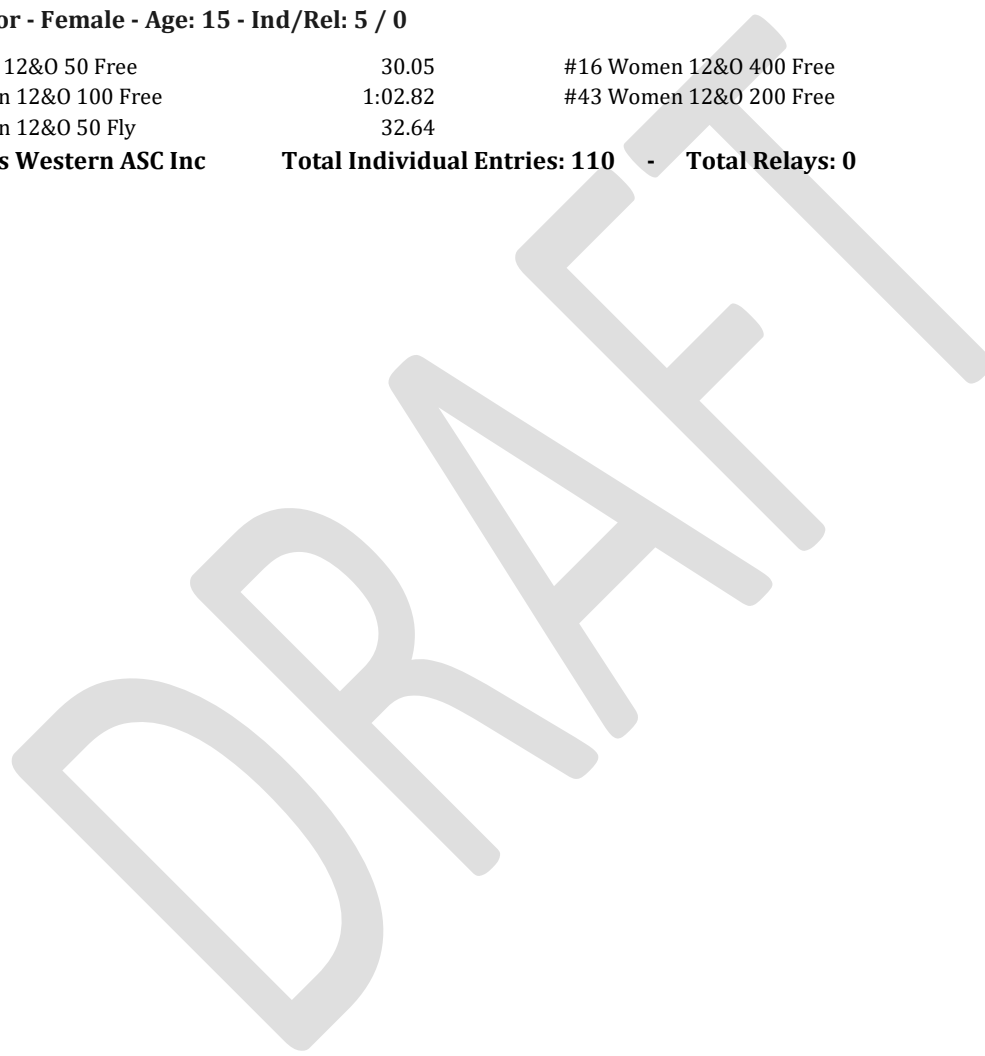 or - Female - Age: 15 - Ind/Rel: 5 / 0
12&O 50 Free 30.05 #16 Women 12&O 400 Free
n 12&O 100 Free 1:02.82 #43 Women 12&O 200 Free
n 12&O 50 Fly 32.64
s Western ASC Inc Total Individual Entries: 110 - Total Relays: 0
DRAFT